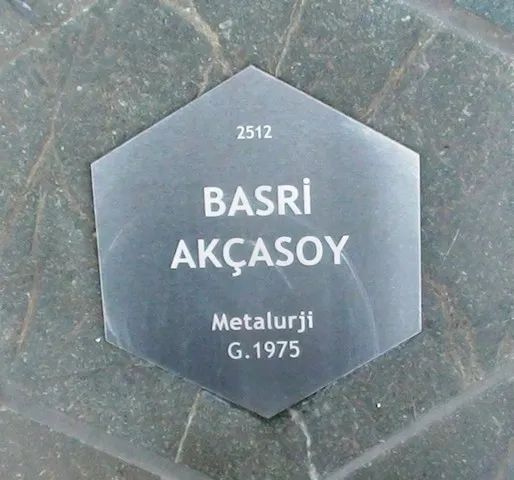 2512
BASRİ
AKÇASOY
Metalurji
G.1975